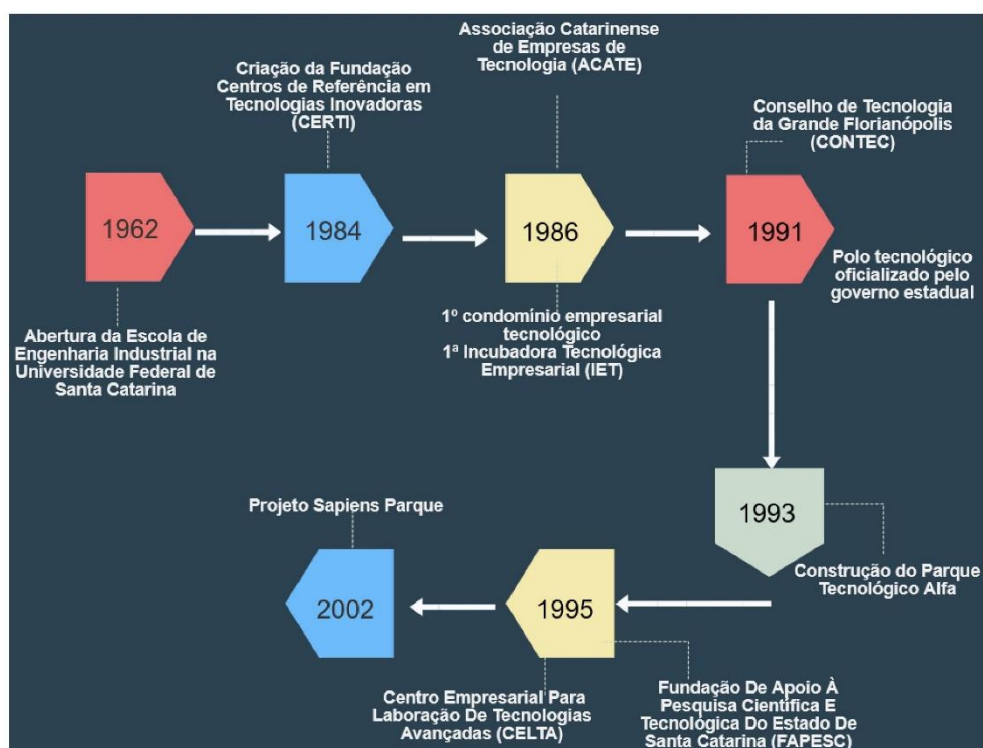 Associação Catarinense
de Empresas de
Tecnologia (ACATE)
Criação da Fundação
Centros de Referência em
Tecnologias Inovadoras
(CERTI)
Conselho de Tecnologia
da Grande Florianópolis
(CONTEC)
1962
1984
1986
1991
Polo tecnológico
oficializado pelo
governo estadual
Abertura da Escola de
Engenharia Industrial na
Universidade Federal de
Santa Catarina
1º condomínio empresarial
tecnológico
1ª Incubadora Tecnológica
Empresarial (IET)
1993
Construção do Parque
Tecnológico Alfa
Projeto Sapiens Parque
1995
2002
Fundação De Apoio À
Pesquisa Científica E
Tecnológica Do Estado De
Santa Catarina (FAPESC)
Centro Empresarial Para
Laboração De Tecnologias
Avançadas (CELTA)